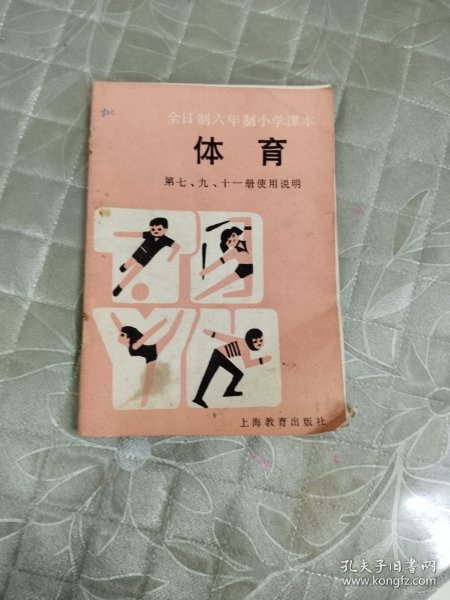 全日制六年制小学课本
体育
第七、九、十一册使用说明
上海教育出版社
孔夫子旧书网
www.kongfz.com